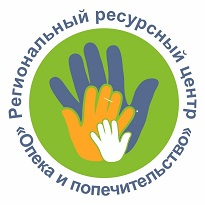 Региональный ресурсный центр
«Опека и попечительство»